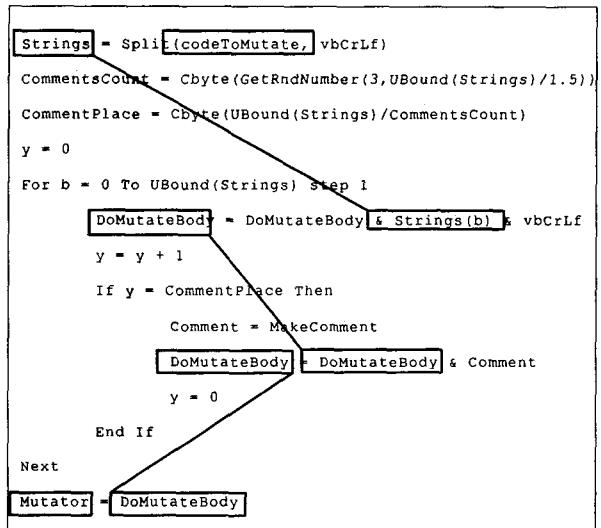 Strings = Split(codeToMutate, vbCrLf)
CommentsCount = Cbyte(GetRndNumber(3,UBound(Strings)/1.5))
CommentPlace = Cbyte(UBound(Strings)/CommentsCount)
y = 0
For b = 0 To UBound(Strings) step 1
DoMutateBody = DoMutateBody & Strings(b) & vbCrLf
y = y + 1
If y = CommentPlace Then
Comment = MakeComment
DoMutateBody = DoMutateBody & Comment
y = 0
End If
Next
Mutator = DoMutateBody